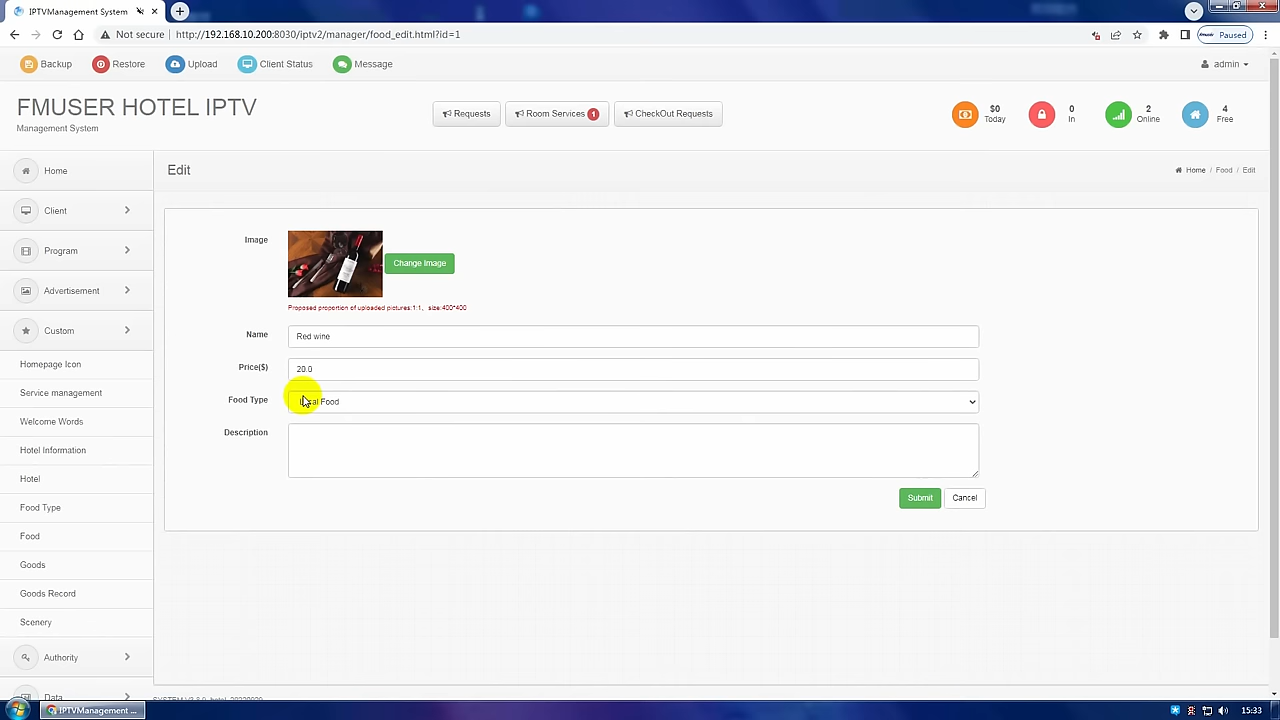 IPTVManagement System
Paused
Not secure
http://192.168.10.200:8030/iptv2/manager/food_edit.html?id=1
Backup
Restore
Upload
Client Status
Message
admin
FMUSER HOTEL IPTV
Management System
Requests
Room Services 1
CheckOut Requests
$0
Today
0
In
2
Online
4
Free
Home
Client
Program
Advertisement
Custom
Homepage Icon
Service management
Welcome Words
Hotel Information
Hotel
Food Type
Food
Goods
Goods Record
Scenery
Authority
Data
Edit
Home / Food / Edit
Image
Change Image
Proposed proportion of uploaded pictures:1:1, size:400*400
Name
Red wine
Price($)
20.0
Food Type
Local Food
Description
Submit
Cancel
IPTVManagement ...
15:33